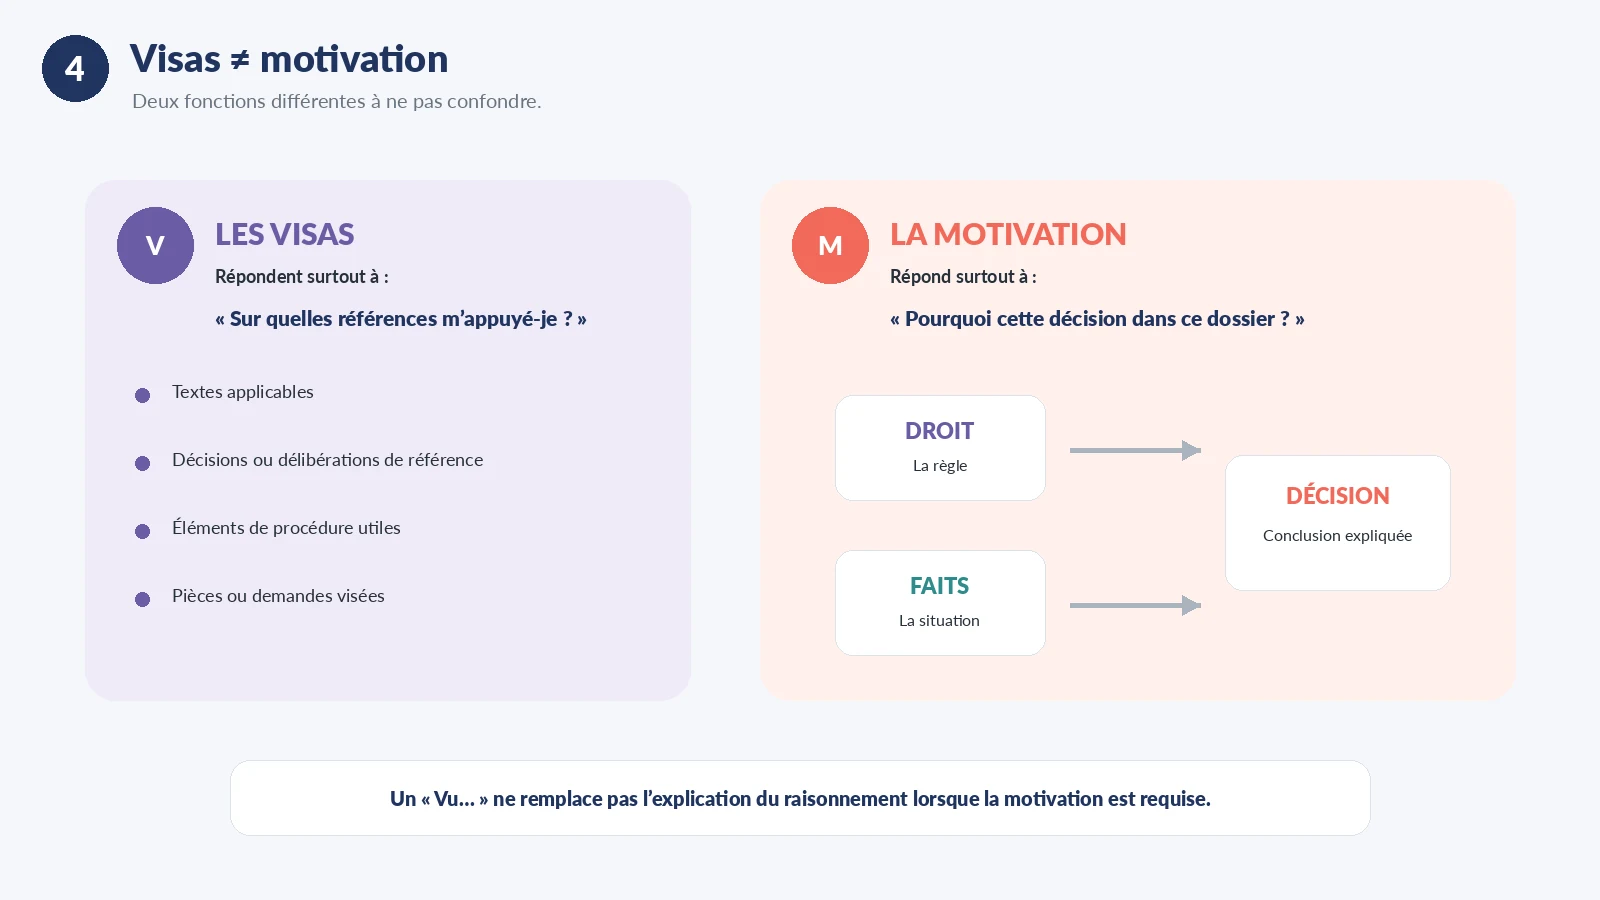 4
Visas ≠ motivation
Deux fonctions différentes à ne pas confondre.
V
LES VISAS
Répondent surtout à :
« Sur quelles références m’appuyé-je ? »
Textes applicables
Décisions ou délibérations de référence
Éléments de procédure utiles
Pièces ou demandes visées
M
LA MOTIVATION
Répond surtout à :
« Pourquoi cette décision dans ce dossier ? »
DROIT
La règle
FAITS
La situation
DÉCISION
Conclusion expliquée
Un « Vu... » ne remplace pas l’explication du raisonnement lorsque la motivation est requise.